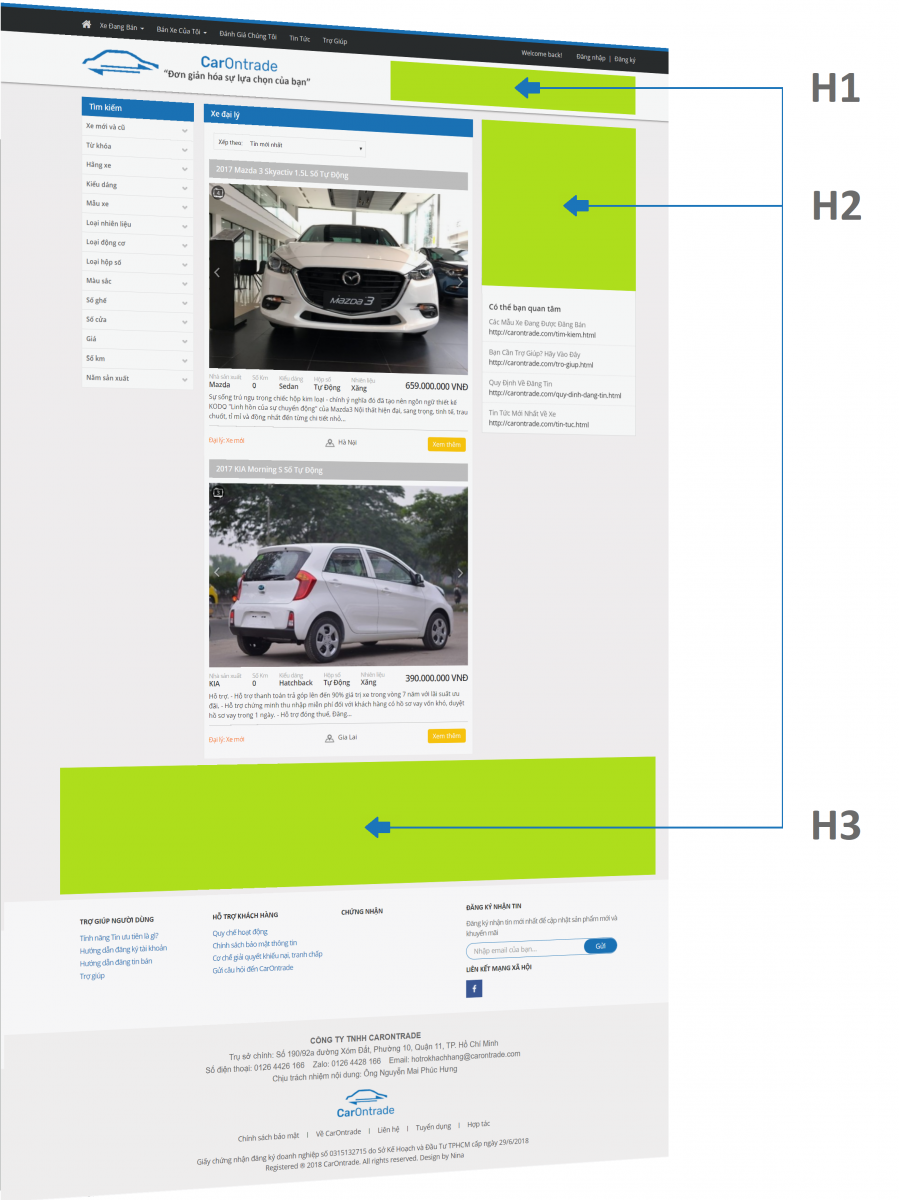 Xe Đang Bán
Bán Xe Của Tôi
Đánh Giá Chúng Tôi
Tin Tức
Trợ Giúp
Welcome back!
Đăng nhập | Đăng ký
CarOntrade
“Đơn giản hóa sự lựa chọn của bạn”
H1
Tìm kiếm
Xe mới và cũ
Từ khóa
Hãng xe
Kiểu dáng
Mẫu xe
Loại nhiên liệu
Loại động cơ
Loại hộp số
Màu sắc
Số ghế
Số cửa
Giá
Số km
Năm sản xuất
Xe đại lý
Xếp theo: Tin mới nhất
2017 Mazda 3 Skyactiv 1.5L Số Tự Động
mazda 3
Nhà sản xuất Số Km Kiểu dáng Hộp số Nhiên liệu
Mazda 0 Sedan Tự Động Xăng 659.000.000 VNĐ
Sự sống trú ngụ trong chiếc hộp kim loại - chính ý nghĩa đó đã tạo nên ngôn ngữ thiết kế
KODO "Linh hồn của sự chuyển động" của Mazda3 Nội thất hiện đại, sang trọng, tinh tế, trau
chuốt, tỉ mỉ và đồng nhất đến từng chi tiết nhỏ...
Đại lý: Xe mới
Hà Nội
Xem thêm
2017 KIA Morning S Số Tự Động
Nhà sản xuất Số Km Kiểu dáng Hộp số Nhiên liệu
KIA 0 Hatchback Tự Động Xăng 390.000.000 VNĐ
Hỗ trợ. - Hỗ trợ thanh toán trả góp lên đến 90% giá trị xe trong vòng 7 năm với lãi suất ưu
đãi. - Hỗ trợ chứng minh thu nhập miễn phí đối với khách hàng có hồ sơ vay vốn khó, duyệt
hồ sơ vay trong 1 ngày. - Hỗ trợ đóng thuế, Đăng...
Đại lý: Xe mới
Gia Lai
Xem thêm
H2
Có thể bạn quan tâm
Các Mẫu Xe Đang Được Đăng Bán
http://carontrade.com/tim-kiem.html
Bạn Cần Trợ Giúp? Hãy Vào Đây
http://carontrade.com/tro-giup.html
Quy Định Về Đăng Tin
http://carontrade.com/quy-dinh-dang-tin.html
Tin Tức Mới Nhất Về Xe
http://carontrade.com/tin-tuc.html
H3
TRỢ GIÚP NGƯỜI DÙNG
Tính năng Tin ưu tiên là gì?
Hướng dẫn đăng ký tài khoản
Hướng dẫn đăng tin bán
Trợ giúp
HỖ TRỢ KHÁCH HÀNG
Quy chế hoạt động
Chính sách bảo mật thông tin
Cơ chế giải quyết khiếu nại, tranh chấp
Gửi câu hỏi đến CarOntrade
CHỨNG NHẬN
ĐĂNG KÝ NHẬN TIN
Đăng ký nhận tin mới nhất để cập nhật sản phẩm mới và
khuyến mãi
Nhập email của bạn...
Gửi
LIÊN KẾT MẠNG XÃ HỘI
f
CÔNG TY TNHH CARONTRADE
Trụ sở chính: Số 190/92a đường Xóm Đất, Phường 10, Quận 11, TP. Hồ Chí Minh
Số điện thoại: 0126 4426 166 Zalo: 0126 4428 166 Email: hotrokhachhang@carontrade.com
Chịu trách nhiệm nội dung: Ông Nguyễn Mai Phúc Hưng
CarOntrade
Chính sách bảo mật | Về CarOntrade | Liên hệ | Tuyển dụng | Hợp tác
Giấy chứng nhận đăng ký doanh nghiệp số 0315132715 do Sở Kế Hoạch và Đầu Tư TPHCM cấp ngày 29/6/2018
Registered ® 2018 CarOntrade. All rights reserved. Design by Nina